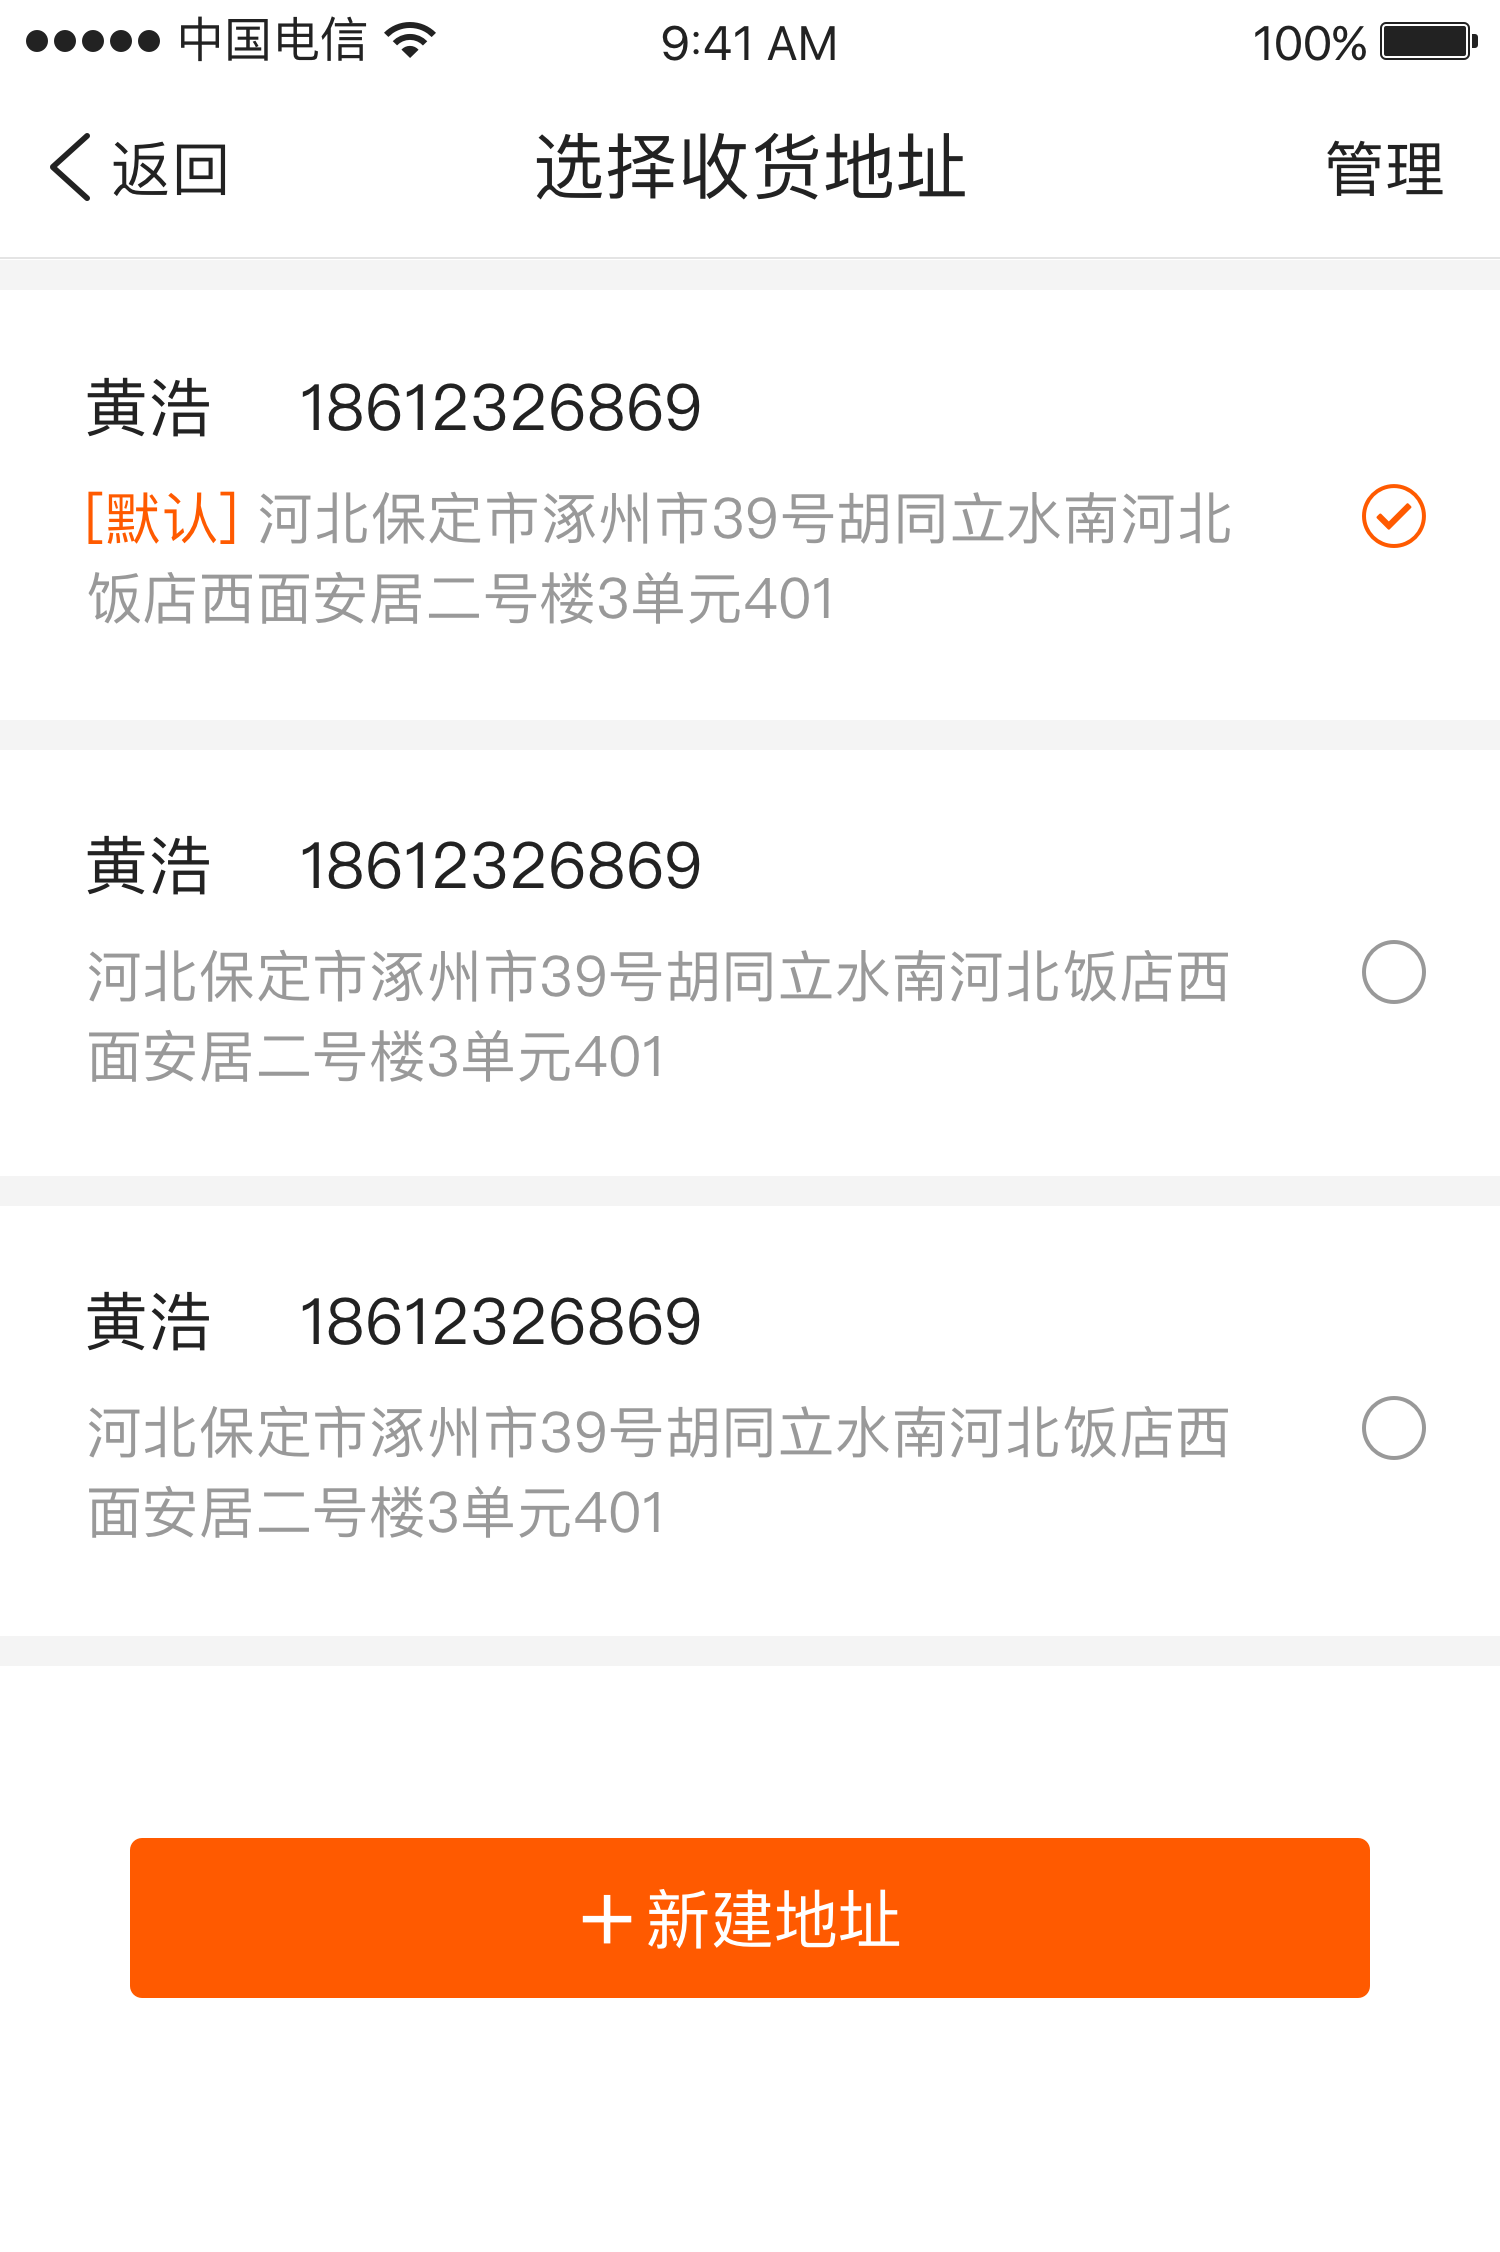 中国电信 9:41 AM 100%
返回 选择收货地址 管理
黄浩 18612326869
[默认] 河北保定市涿州市39号胡同立水南河北
饭店西面安居二号楼3单元401
黄浩 18612326869
河北保定市涿州市39号胡同立水南河北饭店西
面安居二号楼3单元401
黄浩 18612326869
河北保定市涿州市39号胡同立水南河北饭店西
面安居二号楼3单元401
+新建地址